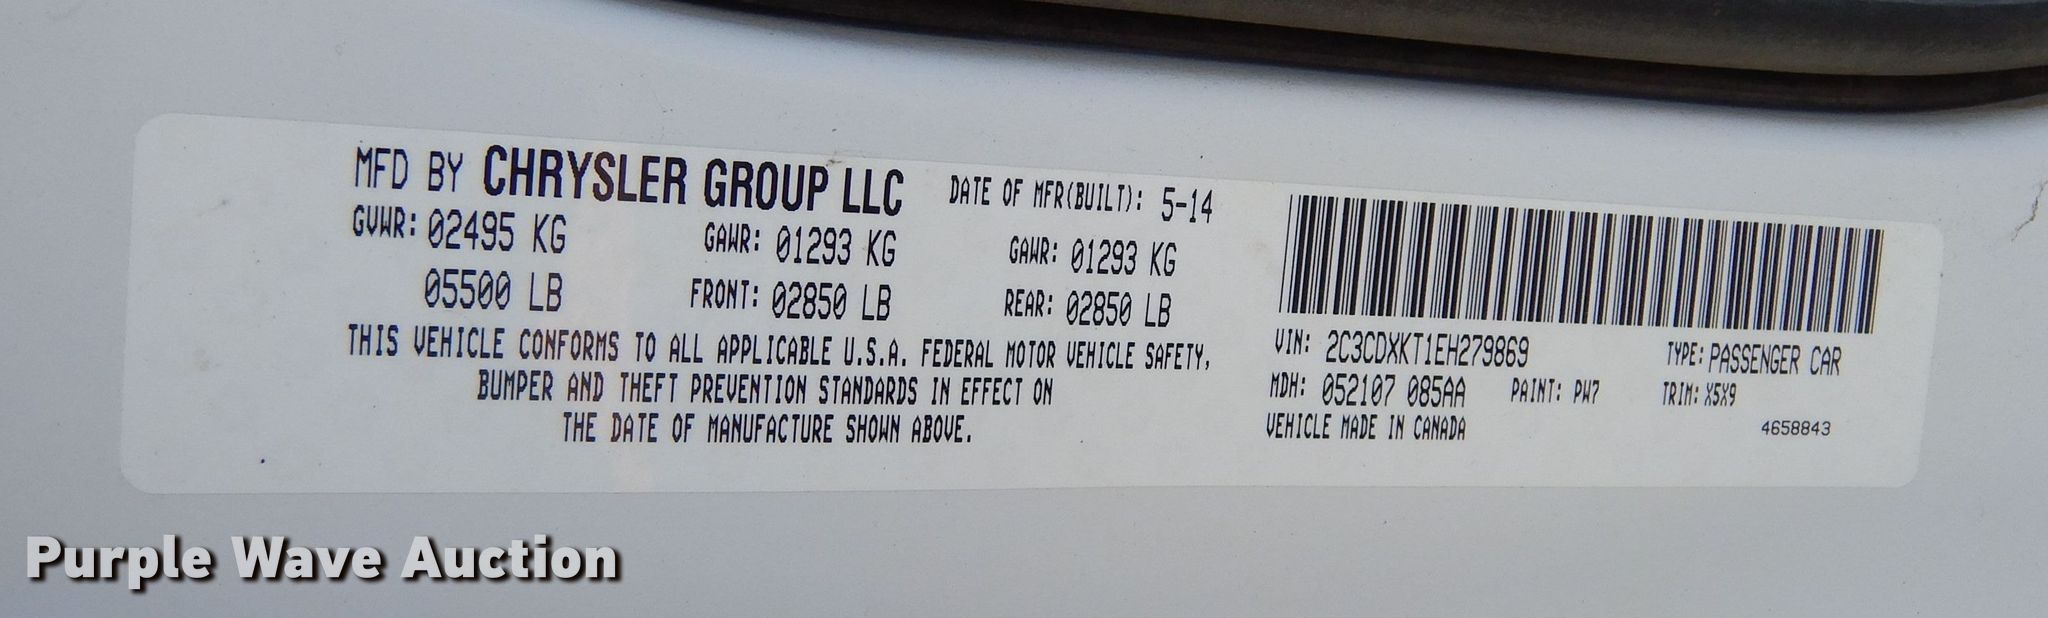 MFD BY CHRYSLER GROUP LLC DATE OF MFR(BUILT): 5-14
GVWR: 02495 KG GAWR: 01293 KG GAWR: 01293 KG
05500 LB FRONT: 02850 LB REAR: 02850 LB
THIS VEHICLE CONFORMS TO ALL APPLICABLE U.S.A. FEDERAL MOTOR VEHICLE SAFETY,
BUMPER AND THEFT PREVENTION STANDARDS IN EFFECT ON
THE DATE OF MANUFACTURE SHOWN ABOVE.
VIN: 2C3CDXKT1EH279869 TYPE: PASSENGER CAR
MDH: 052107 085AA PAINT: PW7 TRIM: X5X9
VEHICLE MADE IN CANADA 4658843
Purple Wave Auction